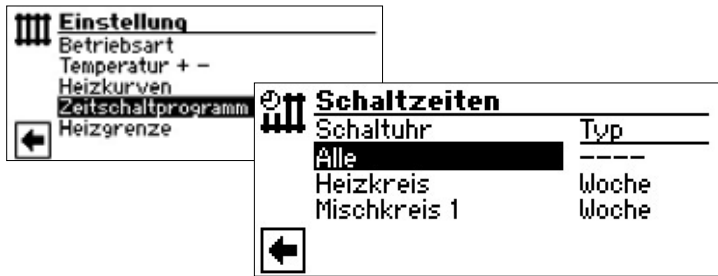 Einstellung
Betriebsart
Temperatur + -
Heizkurven
Zeitschaltprogramm
Heizgrenze
Schaltzeiten
Schaltuhr Typ
Alle ----
Heizkreis Woche
Mischkreis 1 Woche